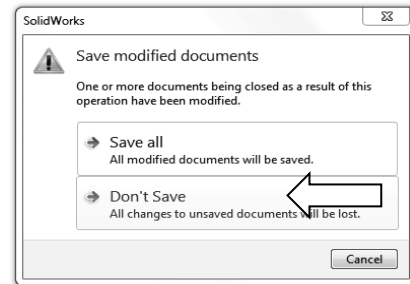 SolidWorks
Save modified documents
One or more documents being closed as a result of this
operation have been modified.
Save all
All modified documents will be saved.
Don't Save
All changes to unsaved documents will be lost.
Cancel